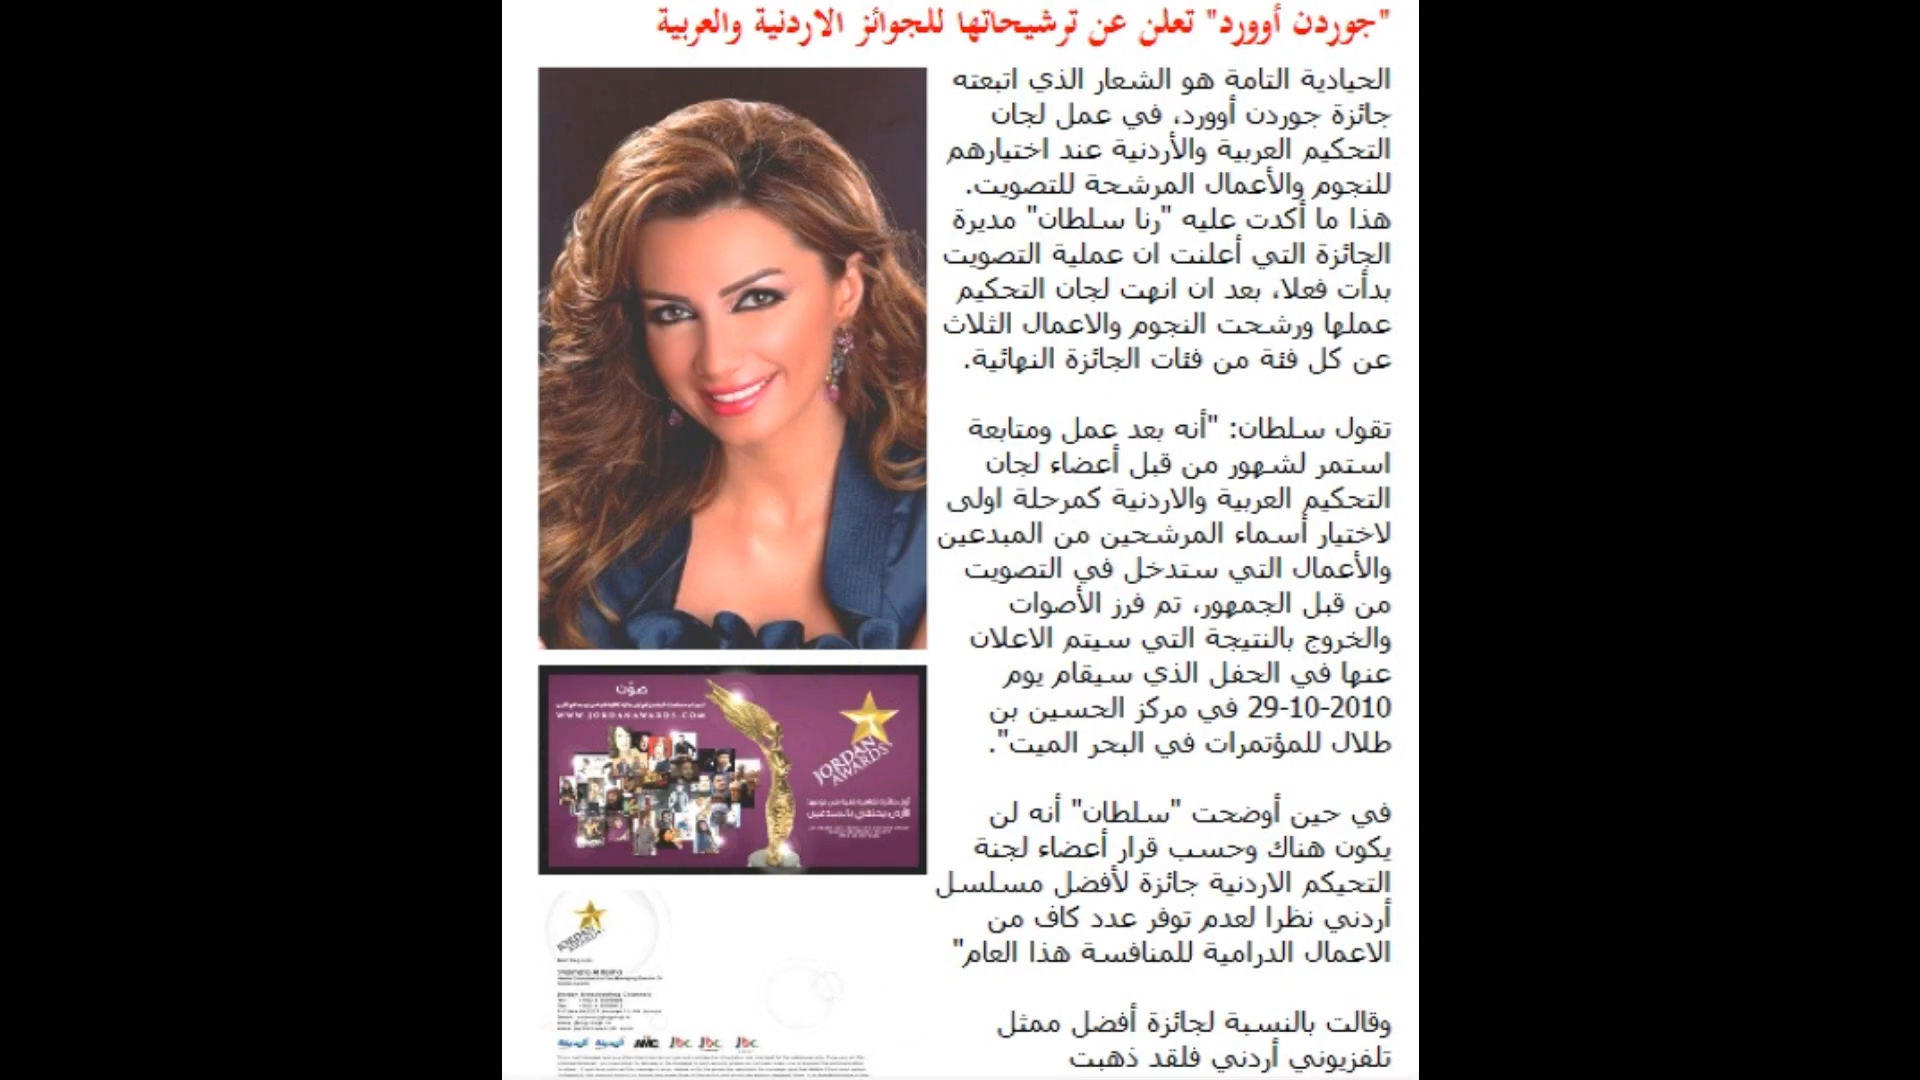 "جوردن أوورد" تعلن عن ترشيحاتها للجوائز الاردنية والعربية
الحيادية التامة هو الشعار الذي اتبعته
جائزة جوردن أوورد، في عمل لجان
التحكيم العربية والأردنية عند اختيارهم
للنجوم والأعمال المرشحة للتصويت.
هذا ما أكدت عليه "رنا سلطان" مديرة
الجائزة التي أعلنت ان عملية التصويت
بدأت فعلا، بعد ان انهت لجان التحكيم
عملها ورشحت النجوم والاعمال الثلاث
عن كل فئة من فئات الجائزة النهائية.
تقول سلطان: "أنه بعد عمل ومتابعة
استمر لشهور من قبل أعضاء لجان
التحكيم العربية والاردنية كمرحلة اولى
لاختيار أسماء المرشحين من المبدعين
والأعمال التي ستدخل في التصويت
من قبل الجمهور، تم فرز الأصوات
والخروج بالنتيجة التي سيتم الاعلان
عنها في الحفل الذي سيقام يوم
29-10-2010 في مركز الحسين بن
طلال للمؤتمرات في البحر الميت".
في حين أوضحت "سلطان" أنه لن
يكون هناك وحسب قرار أعضاء لجنة
التحيكم الاردنية جائزة لأفضل مسلسل
أردني نظرا لعدم توفر عدد كاف من
الاعمال الدرامية للمنافسة هذا العام"
وقالت بالنسبة لجائزة أفضل ممثل
تلفزيوني أردني فلقد ذهبت
صوّت
WWW.JORDANAWARDS.COM
JORDAN
AWARDS
الأردن يحتفي بالمبدعين
JORDAN
AWARDS